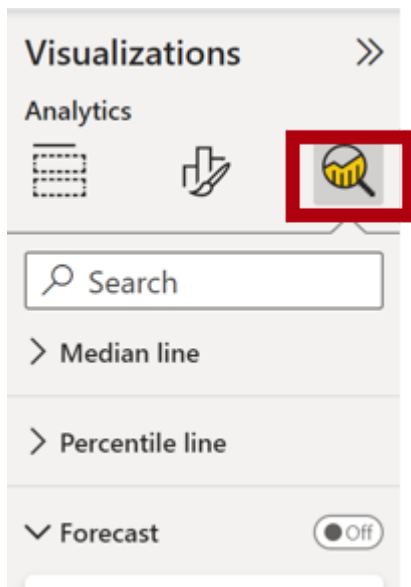 Visualizations
Analytics
Search
Median line
Percentile line
Forecast Off